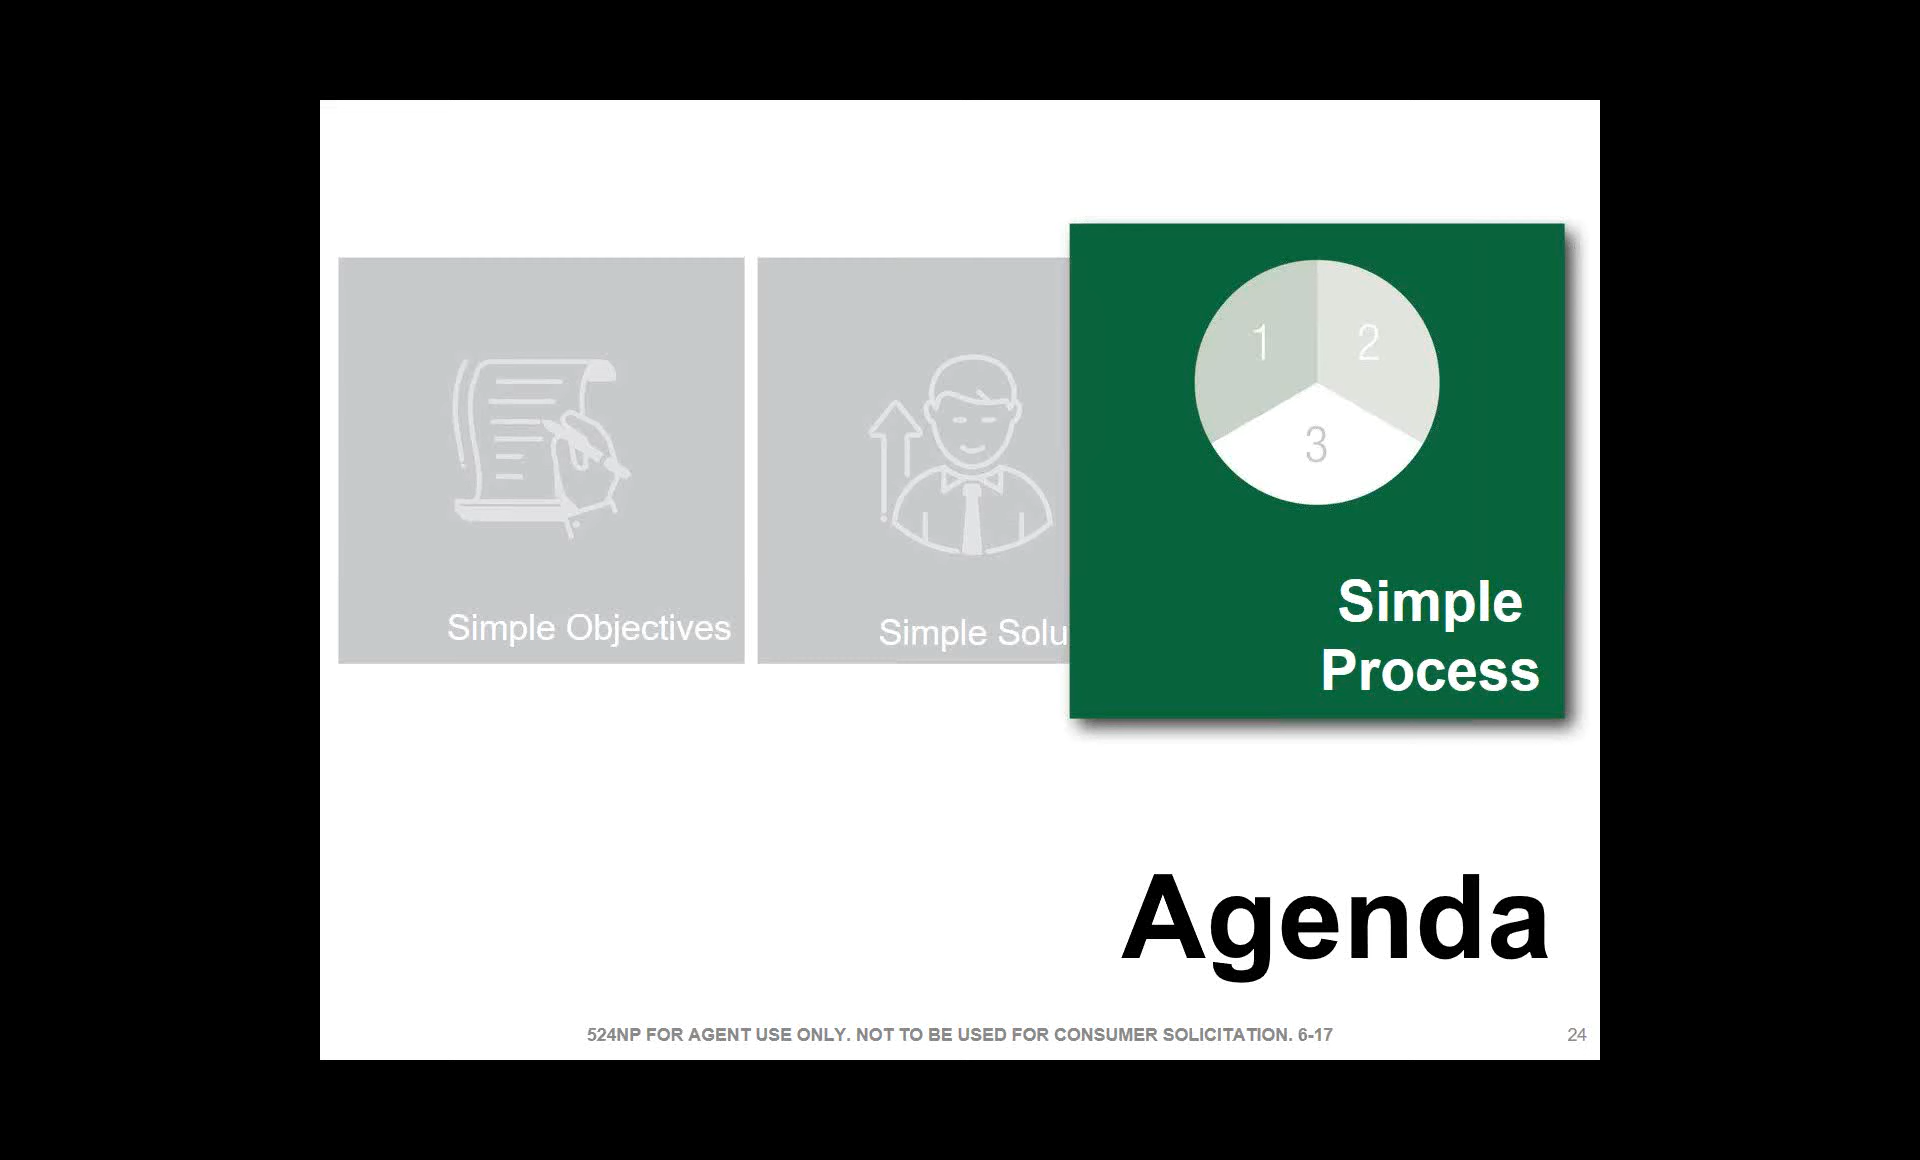 1
2
3
Simple Objectives
Simple Solu
Simple
Process
Agenda
524NP FOR AGENT USE ONLY. NOT TO BE USED FOR CONSUMER SOLICITATION. 6-17
24